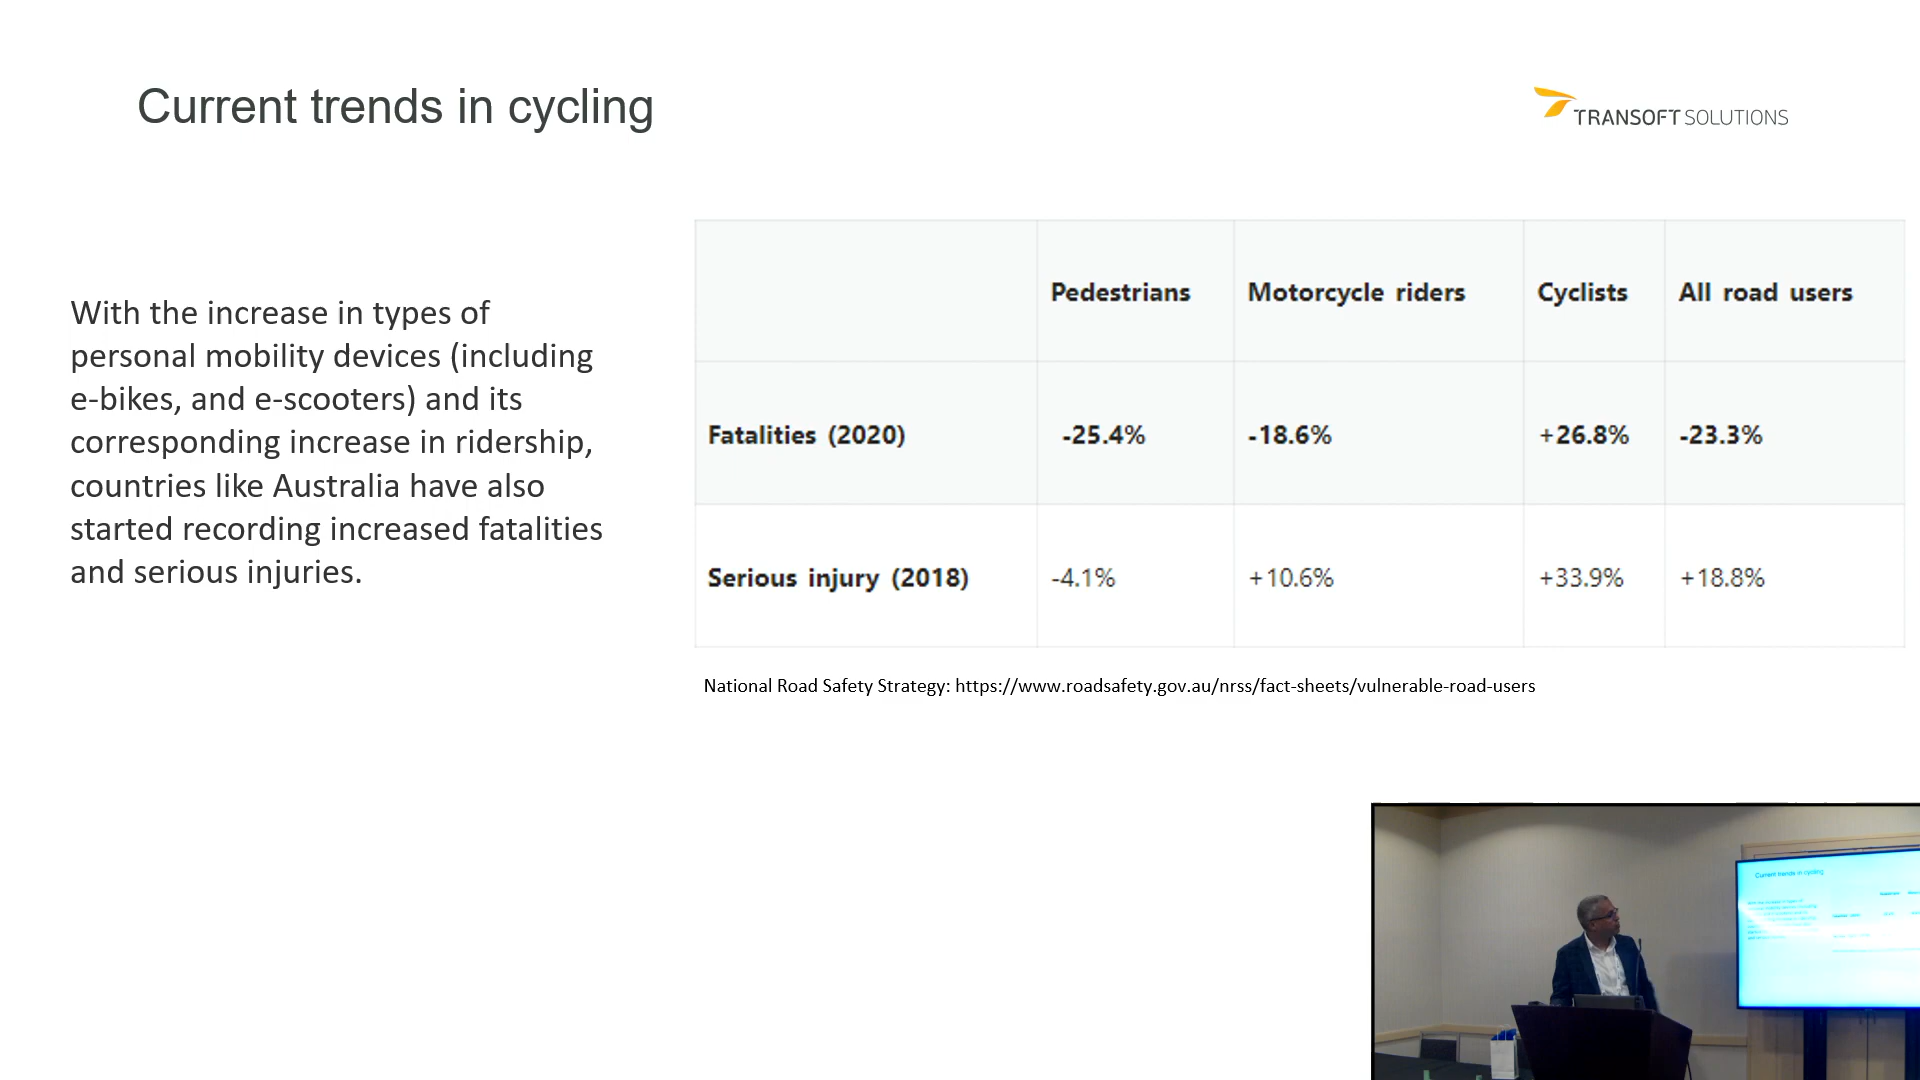 Current trends in cycling
TRANSOFT SOLUTIONS
With the increase in types of
personal mobility devices (including
e-bikes, and e-scooters) and its
corresponding increase in ridership,
countries like Australia have also
started recording increased fatalities
and serious injuries.
Pedestrians Motorcycle riders Cyclists All road users
Fatalities (2020) -25.4% -18.6% +26.8% -23.3%
Serious injury (2018) -4.1% +10.6% +33.9% +18.8%
National Road Safety Strategy: https://www.roadsafety.gov.au/nrss/fact-sheets/vulnerable-road-users
Current trends in cycling